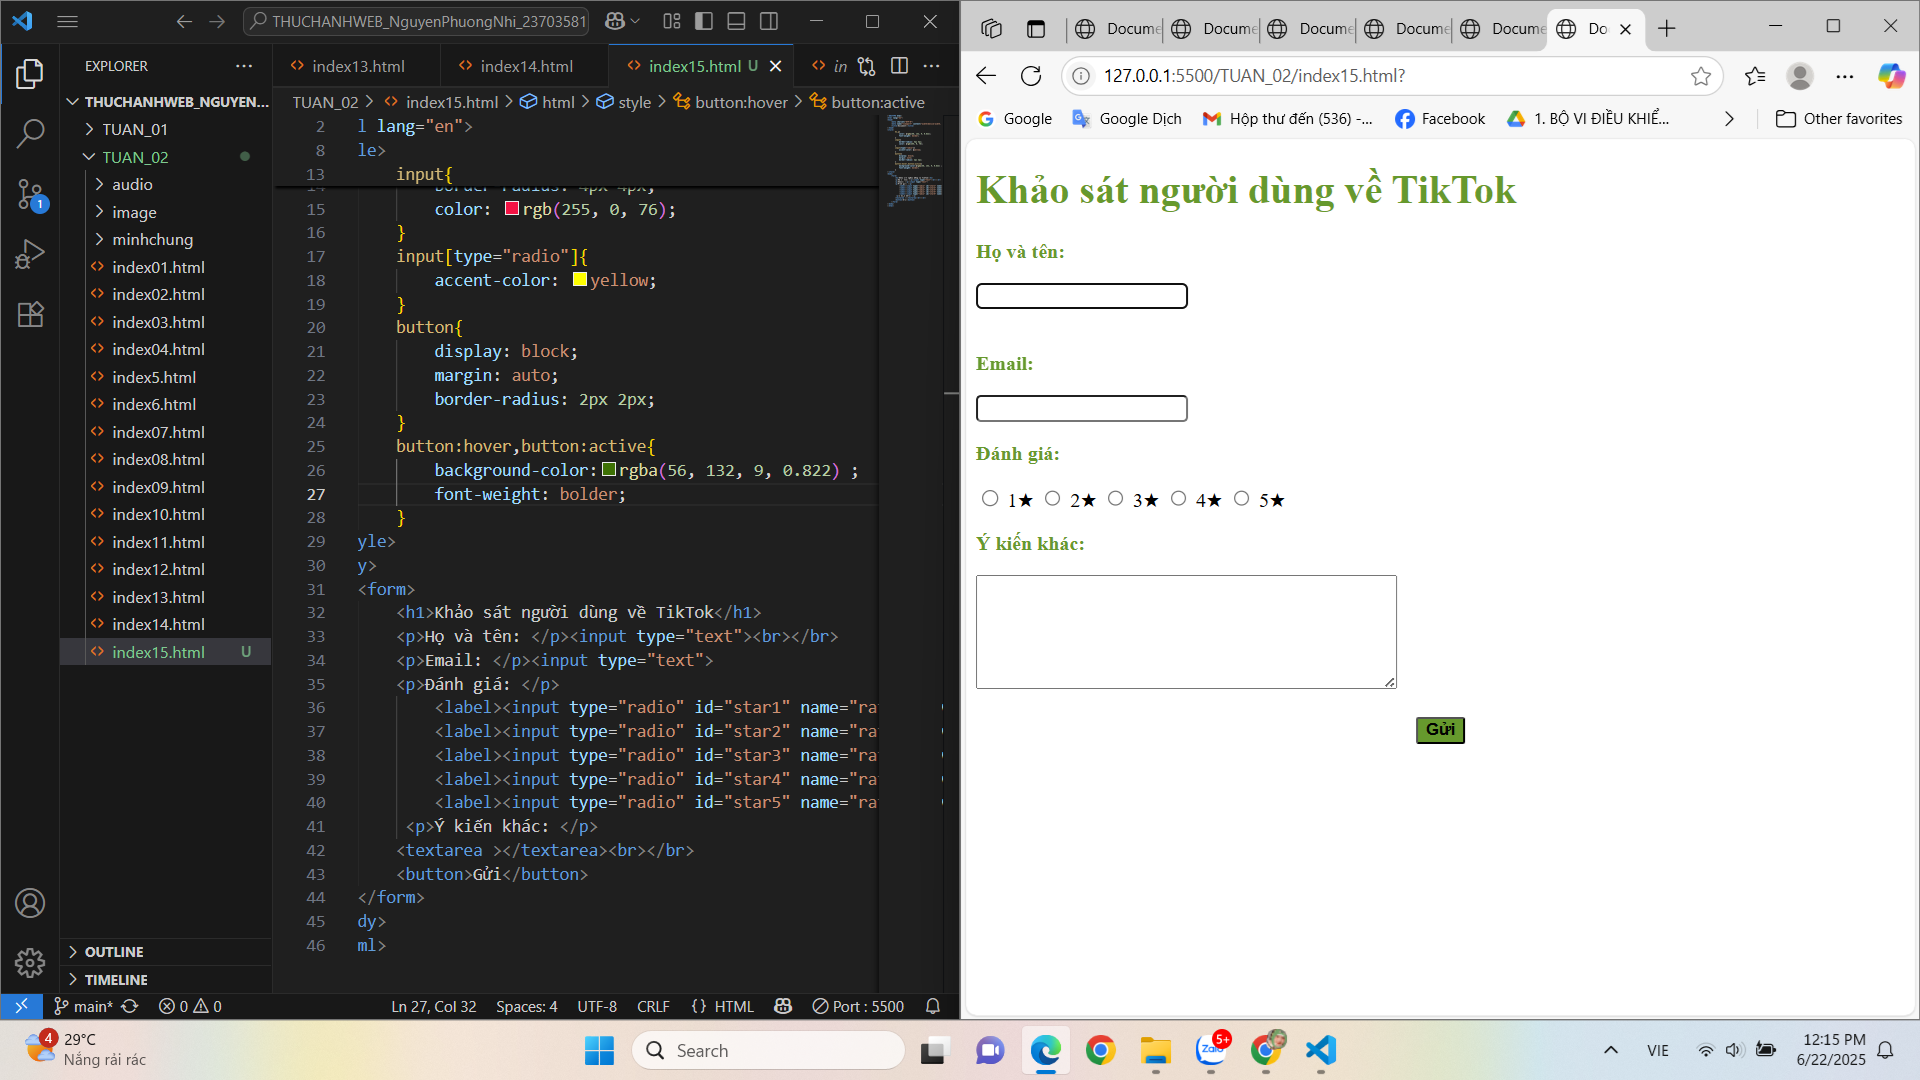 THUCHANHWEB_NguyenPhuongNhi_23703581
EXPLORER
THUCHANHWEB_NGUYEN...
TUAN_01
TUAN_02
audio
image
minhchung
index01.html
index02.html
index03.html
index04.html
index5.html
index6.html
index07.html
index08.html
index09.html
index10.html
index11.html
index12.html
index13.html
index14.html
index15.html U
OUTLINE
TIMELINE
1
index13.html index14.html index15.html U in
TUAN_02 > index15.html > html > style > button:hover > button:active
2 l lang="en">
8 le>
13 input{
15 color: rgb(255, 0, 76);
16 }
17 input[type="radio"]{
18 accent-color: yellow;
19 }
20 button{
21 display: block;
22 margin: auto;
23 border-radius: 2px 2px;
24 }
25 button:hover,button:active{
26 background-color: rgba(56, 132, 9, 0.822) ;
27 font-weight: bolder;
28 }
29 yle>
30 y>
31 <form>
32 <h1>Khảo sát người dùng về TikTok</h1>
33 <p>Họ và tên: </p><input type="text"><br></br>
34 <p>Email: </p><input type="text">
35 <p>Đánh giá: </p>
36 <label><input type="radio" id="star1" name="ra
37 <label><input type="radio" id="star2" name="ra
38 <label><input type="radio" id="star3" name="ra
39 <label><input type="radio" id="star4" name="ra
40 <label><input type="radio" id="star5" name="ra
41 <p>Ý kiến khác: </p>
42 <textarea ></textarea><br></br>
43 <button>Gửi</button>
44 </form>
45 dy>
46 ml>
main* 0 0 Ln 27, Col 32 Spaces: 4 UTF-8 CRLF {} HTML Port : 5500
Docume Docume Docume Docume Docume Do
127.0.0.1:5500/TUAN_02/index15.html?
Google Google Dịch Hộp thư đến (536) -... Facebook 1. BỘ VI ĐIỀU KHIỂ... Other favorites
Khảo sát người dùng về TikTok
Họ và tên:
Email:
Đánh giá:
1★ 2★ 3★ 4★ 5★
Ý kiến khác:
Gửi
4 29°C
Nắng rải rác
Search
Zalo 5+
VIE
12:15 PM
6/22/2025